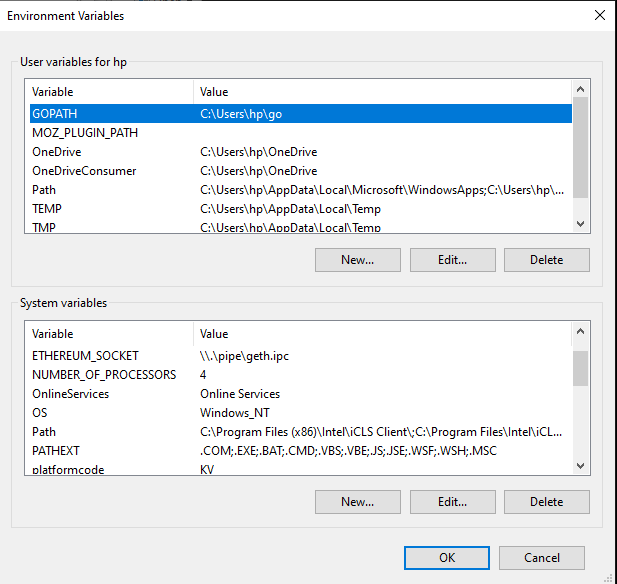 Environment Variables
User variables for hp
Variable Value
GOPATH C:\Users\hp\go
MOZ_PLUGIN_PATH
OneDrive C:\Users\hp\OneDrive
OneDriveConsumer C:\Users\hp\OneDrive
Path C:\Users\hp\AppData\Local\Microsoft\WindowsApps;C:\Users\hp\...
TEMP C:\Users\hp\AppData\Local\Temp
TMP C:\Users\hp\AppData\Local\Temp
New... Edit... Delete
System variables
Variable Value
ETHEREUM_SOCKET \\.\pipe\geth.ipc
NUMBER_OF_PROCESSORS 4
OnlineServices Online Services
OS Windows_NT
Path C:\Program Files (x86)\Intel\iCLS Client\;C:\Program Files\Intel\iCL...
PATHEXT .COM;.EXE;.BAT;.CMD;.VBS;.VBE;.JS;.JSE;.WSF;.WSH;.MSC
platformcode KV
New... Edit... Delete
OK Cancel